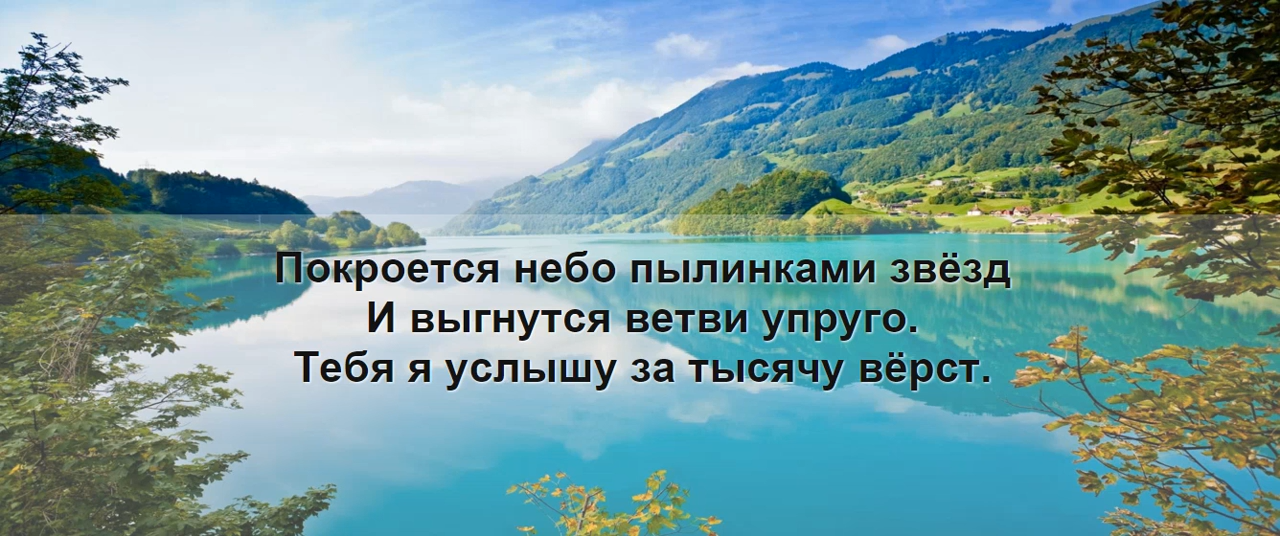 Покроется небо пылинками звёзд
И выгнутся ветви упруго.
Тебя я услышу за тысячу вёрст.